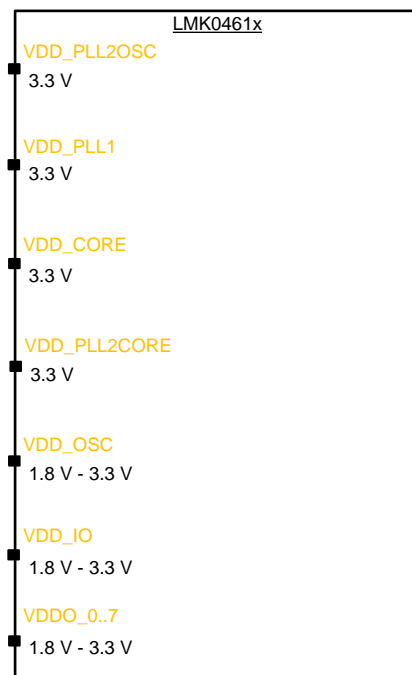 LMK0461x
VDD_PLL2OSC
3.3 V
VDD_PLL1
3.3 V
VDD_CORE
3.3 V
VDD_PLL2CORE
3.3 V
VDD_OSC
1.8 V - 3.3 V
VDD_IO
1.8 V - 3.3 V
VDDO_0..7
1.8 V - 3.3 V